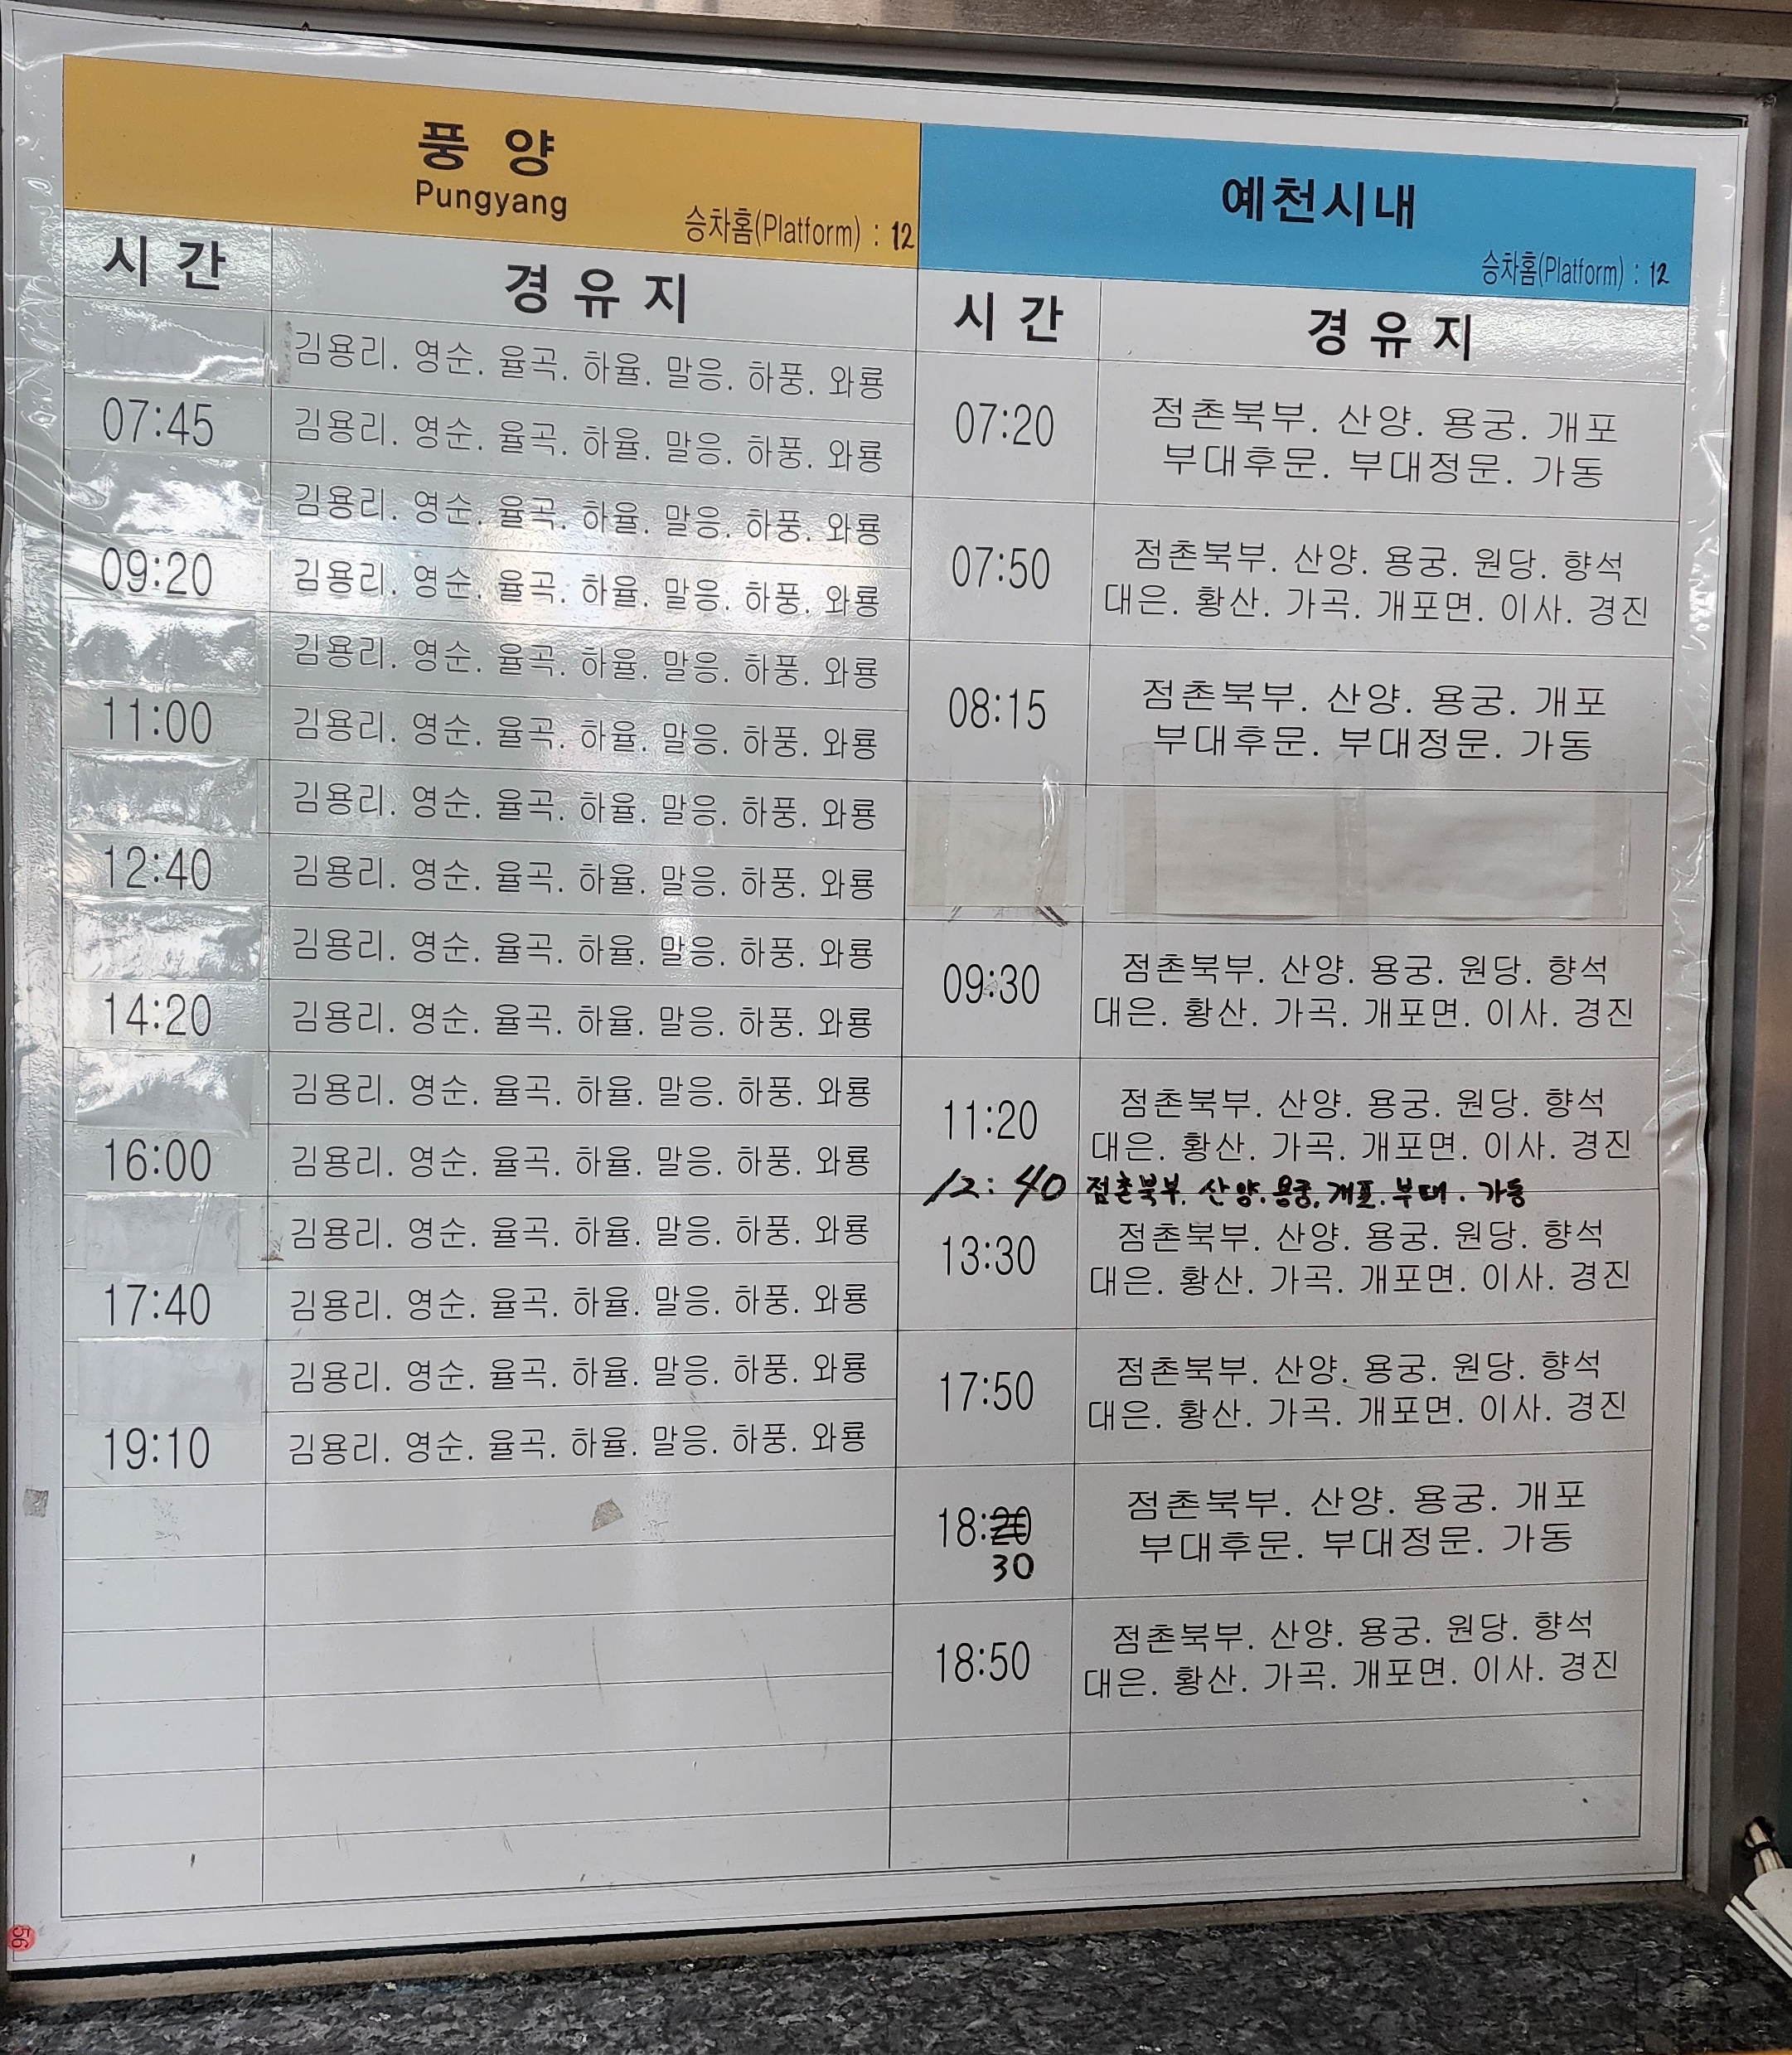 풍 양
Pungyang
승차홈(Platform) : 12
시 간 경 유 지
김용리. 영순. 율곡. 하율. 말응. 하풍. 와룡
07:45 김용리. 영순. 율곡. 하율. 말응. 하풍. 와룡
김용리. 영순. 율곡. 하율. 말응. 하풍. 와룡
09:20 김용리. 영순. 율곡. 하율. 말응. 하풍. 와룡
김용리. 영순. 율곡. 하율. 말응. 하풍. 와룡
11:00 김용리. 영순. 율곡. 하율. 말응. 하풍. 와룡
김용리. 영순. 율곡. 하율. 말응. 하풍. 와룡
12:40 김용리. 영순. 율곡. 하율. 말응. 하풍. 와룡
김용리. 영순. 율곡. 하율. 말응. 하풍. 와룡
14:20 김용리. 영순. 율곡. 하율. 말응. 하풍. 와룡
김용리. 영순. 율곡. 하율. 말응. 하풍. 와룡
16:00 김용리. 영순. 율곡. 하율. 말응. 하풍. 와룡
김용리. 영순. 율곡. 하율. 말응. 하풍. 와룡
17:40 김용리. 영순. 율곡. 하율. 말응. 하풍. 와룡
김용리. 영순. 율곡. 하율. 말응. 하풍. 와룡
19:10 김용리. 영순. 율곡. 하율. 말응. 하풍. 와룡
예천시내
승차홈(Platform) : 12
시 간 경 유 지
07:20 점촌북부. 산양. 용궁. 개포
부대후문. 부대정문. 가동
07:50 점촌북부. 산양. 용궁. 원당. 향석
대은. 황산. 가곡. 개포면. 이사. 경진
08:15 점촌북부. 산양. 용궁. 개포
부대후문. 부대정문. 가동
09:30 점촌북부. 산양. 용궁. 원당. 향석
대은. 황산. 가곡. 개포면. 이사. 경진
11:20 점촌북부. 산양. 용궁. 원당. 향석
대은. 황산. 가곡. 개포면. 이사. 경진
12:40 점촌북부. 산양. 용궁. 개포. 부대. 가동
13:30 점촌북부. 산양. 용궁. 원당. 향석
대은. 황산. 가곡. 개포면. 이사. 경진
17:50 점촌북부. 산양. 용궁. 원당. 향석
대은. 황산. 가곡. 개포면. 이사. 경진
18:20 점촌북부. 산양. 용궁. 개포
30 부대후문. 부대정문. 가동
18:50 점촌북부. 산양. 용궁. 원당. 향석
대은. 황산. 가곡. 개포면. 이사. 경진
56